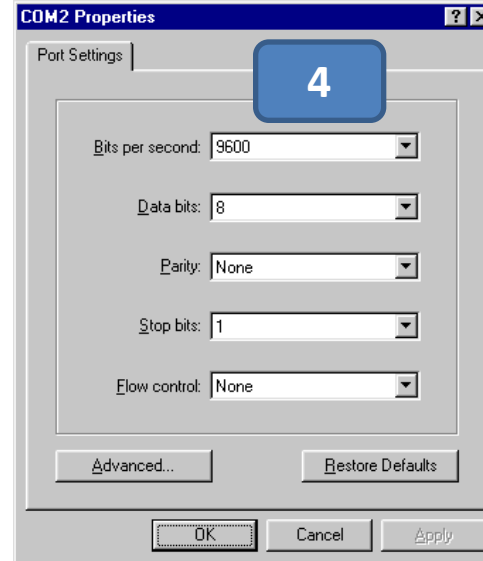 COM2 Properties
Port Settings
4
Bits per second: 9600
Data bits: 8
Parity: None
Stop bits: 1
Flow control: None
Advanced... Restore Defaults
OK Cancel Apply